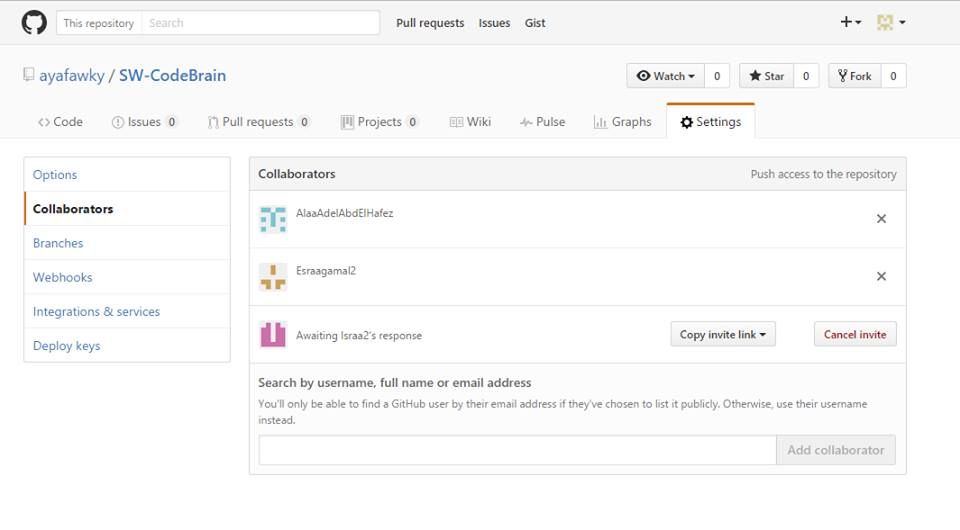 This repository Search Pull requests Issues Gist
ayafawky / SW-CodeBrain Watch 0 Star 0 Fork 0
Code Issues 0 Pull requests 0 Projects 0 Wiki Pulse Graphs Settings
Options
Collaborators
Branches
Webhooks
Integrations & services
Deploy keys
Collaborators Push access to the repository
AlaaAdelAbdElHafez
Esraagamal2
Awaiting Israa2's response Copy invite link Cancel invite
Search by username, full name or email address
You'll only be able to find a GitHub user by their email address if they've chosen to list it publicly. Otherwise, use their username
instead.
Add collaborator